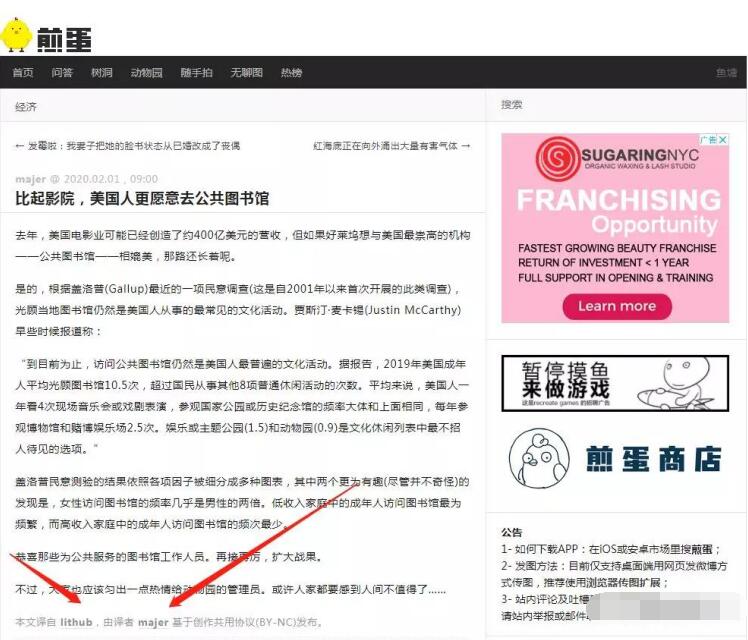 煎蛋
首页 问答 树洞 动物园 随手拍 无聊图 热榜 鱼塘
经济
← 发霉啦：我妻子把她的脸书状态从已婚改成了丧偶 红海底正在向外涌出大量有害气体 →
majer @ 2020.02.01 , 09:00
比起影院，美国人更愿意去公共图书馆
去年，美国电影业可能已经创造了约400亿美元的营收，但如果好莱坞想与美国最崇高的机构
——公共图书馆——相媲美，那路还长着呢。
是的，根据盖洛普(Gallup)最近的一项民意调查(这是自2001年以来首次开展的此类调查)，
光顾当地图书馆仍然是美国人从事的最常见的文化活动。贾斯汀·麦卡锡(Justin McCarthy)
早些时候报道称：
“到目前为止，访问公共图书馆仍然是美国人最普遍的文化活动。据报告，2019年美国成年
人平均光顾图书馆10.5次，超过国民从事其他8项普通休闲活动的次数。平均来说，美国人一
年看4次现场音乐会或戏剧表演，参观国家公园或历史纪念馆的频率大体和上面相同，每年参
观博物馆和赌博娱乐场2.5次。娱乐或主题公园(1.5)和动物园(0.9)是文化休闲列表中最不招
人待见的选项。”
盖洛普民意测验的结果依照各项因子被细分成多种图表，其中两个更为有趣(尽管并不奇怪)的
发现是，女性访问图书馆的频率几乎是男性的两倍。低收入家庭中的成年人访问图书馆最为
频繁，而高收入家庭中的成年人访问图书馆的频次最少。
恭喜那些为公共服务的图书馆工作人员。再接再厉，扩大战果。
不过，大家也应该匀出一点热情给动物园的管理员。或许人家都要感到人间不值得了……
本文译自 lithub，由译者 majer 基于创作共用协议(BY-NC)发布。
搜索
广告
SUGARINGNYC
ORGANIC WAXING & LASH STUDIO
FRANCHISING
Opportunity
FASTEST GROWING BEAUTY FRANCHISE
RETURN OF INVESTMENT < 1 YEAR
FULL SUPPORT IN OPENING & TRAINING
Learn more
暂停摸鱼
来做游戏
这是recreate games 的招聘广告
煎蛋商店
公告
1- 如何下载APP：在iOS或安卓市场里搜煎蛋；
2- 发图方法：目前仅支持桌面端用网页发微博方
式传图，推荐使用浏览器传图扩展；
3- 站内评论及吐槽
请站内举报或邮件